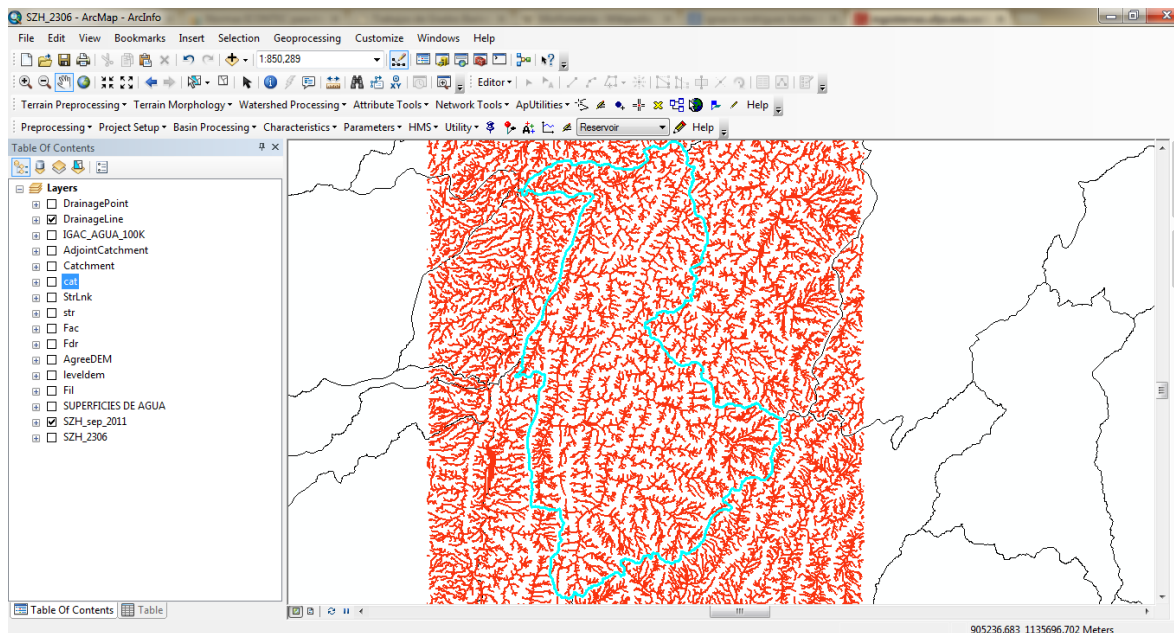 SZH_2306 - ArcMap - ArcInfo
File Edit View Bookmarks Insert Selection Geoprocessing Customize Windows Help
1:850,289
Editor
Terrain Preprocessing Terrain Morphology Watershed Processing Attribute Tools Network Tools ApUtilities Help
Preprocessing Project Setup Basin Processing Characteristics Parameters HMS Utility Reservoir Help
Table Of Contents
Layers
DrainagePoint
DrainageLine
IGAC_AGUA_100K
AdjointCatchment
Catchment
cat
StrLnk
str
Fac
Fdr
AgreeDEM
leveldem
Fil
SUPERFICIES DE AGUA
SZH_sep_2011
SZH_2306
Table Of Contents Table
905236,683 1135696,702 Meters